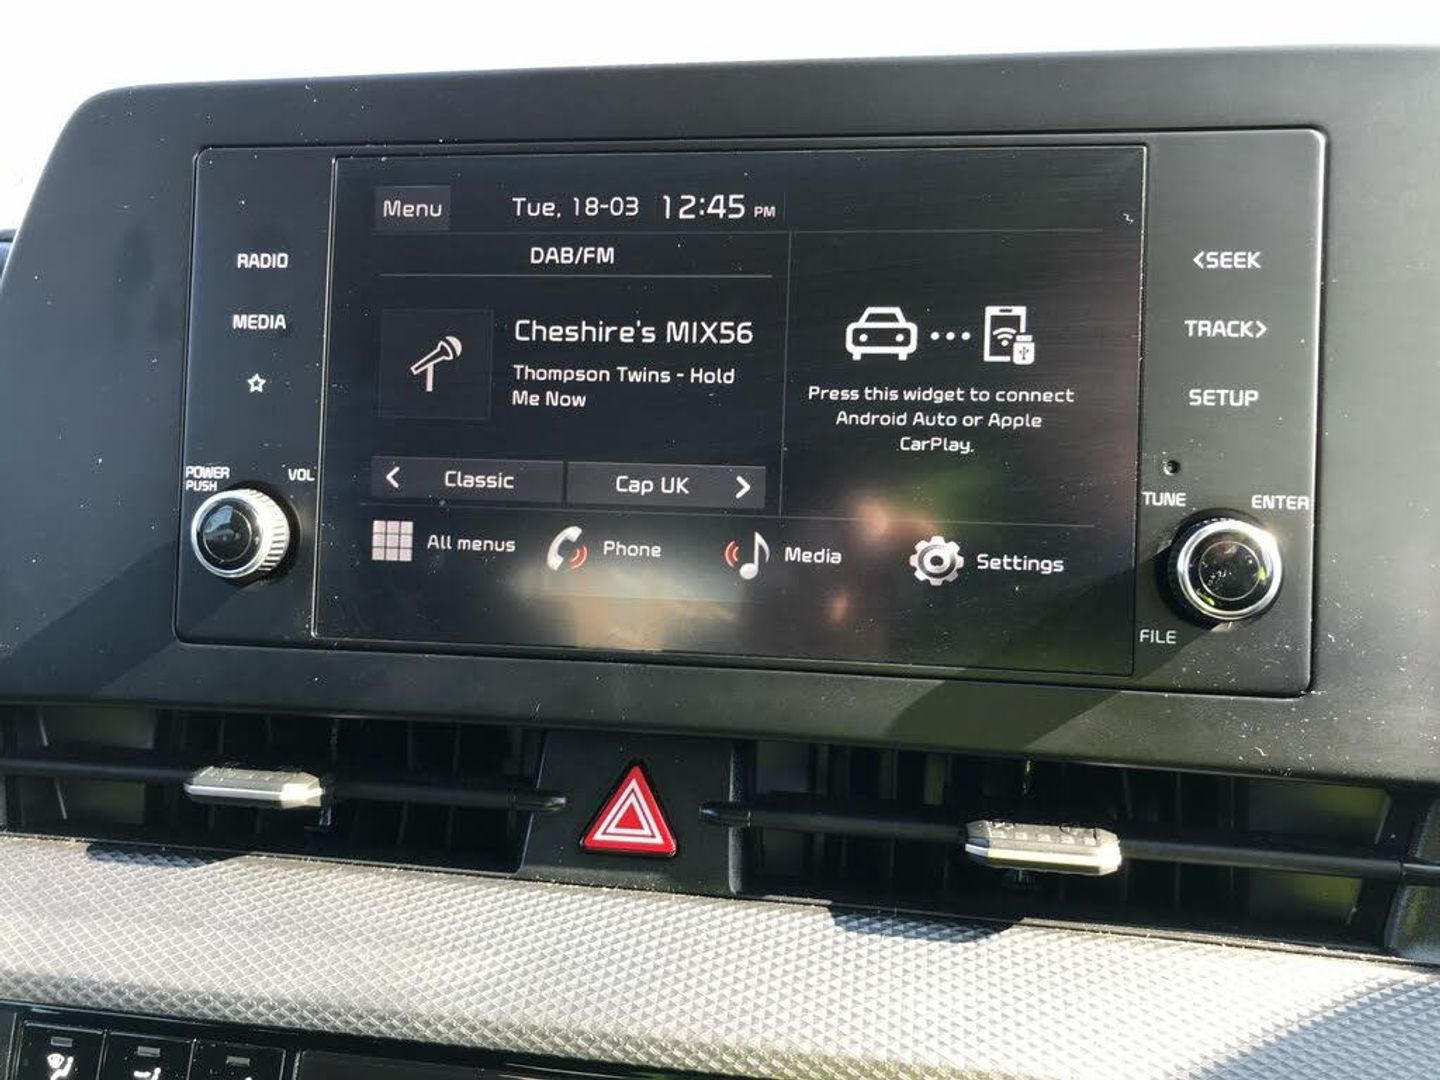 Menu Tue, 18-03 12:45 PM
DAB/FM
RADIO
MEDIA
POWER VOL
PUSH
Cheshire's MIX56
Thompson Twins - Hold
Me Now
< Classic Cap UK >
Press this widget to connect
Android Auto or Apple
CarPlay.
All menus Phone Media Settings
<SEEK
TRACK>
SETUP
TUNE ENTER
FILE